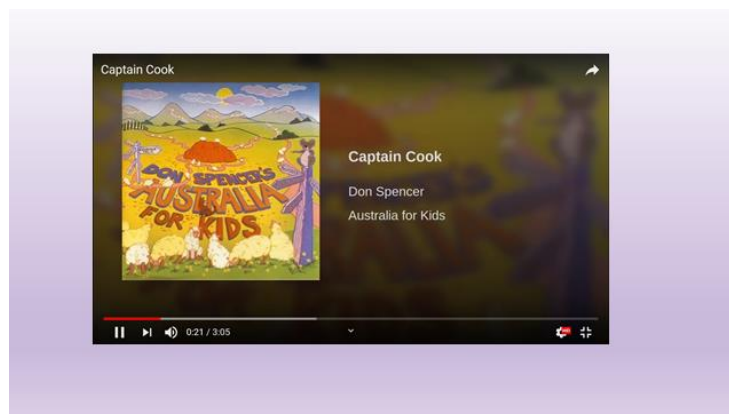 Captain Cook
DON SPENCER'S
AUSTRALIA
FOR KIDS
Captain Cook
Don Spencer
Australia for Kids
0:21 / 3:05